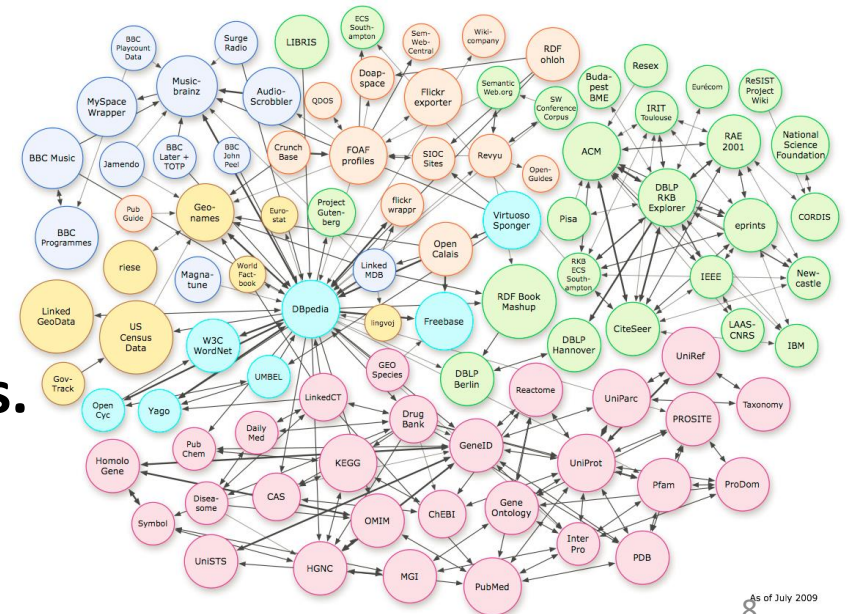 BBC
Playcount
Data
Surge
Radio
LIBRIS
ECS
South-
ampton
Sem-
Web-
Central
Wiki-
company
RDF
ohloh
Resex
Music-
brainz
Doap-
space
Semantic
Web.org
Buda-
pest
BME
Eurécom
ReSIST
Project
Wiki
MySpace
Wrapper
Audio-
Scrobbler
QDOS
Flickr
exporter
SW
Conference
Corpus
IRIT
Toulouse
RAE
2001
National
Science
Foundation
BBC Music
Jamendo
BBC
Later +
TOTP
BBC
John
Peel
Crunch
Base
FOAF
profiles
SIOC
Sites
Revyu
Open-
Guides
ACM
DBLP
RKB
Explorer
BBC
Programmes
Pub
Guide
Geo-
names
Euro-
stat
Project
Guten-
berg
flickr
wrappr
Virtuoso
Sponger
Pisa
eprints
CORDIS
riese
Magna-
tune
World
Fact-
book
Linked
MDB
Open
Calais
RKB
ECS
South-
ampton
IEEE
New-
castle
Linked
GeoData
US
Census
Data
W3C
WordNet
DBpedia
lingvoj
Freebase
RDF Book
Mashup
CiteSeer
LAAS-
CNRS
IBM
Gov-
Track
Open
Cyc
Yago
UMBEL
GEO
Species
DBLP
Berlin
DBLP
Hannover
UniRef
s.
LinkedCT
Reactome
UniParc
Taxonomy
Daily
Med
Drug
Bank
PROSITE
Homolo
Gene
Pub
Chem
KEGG
GeneID
UniProt
Pfam
ProDom
Symbol
Disea-
some
CAS
OMIM
ChEBI
Gene
Ontology
Inter
Pro
PDB
UniSTS
HGNC
MGI
PubMed
As of July 2009
8